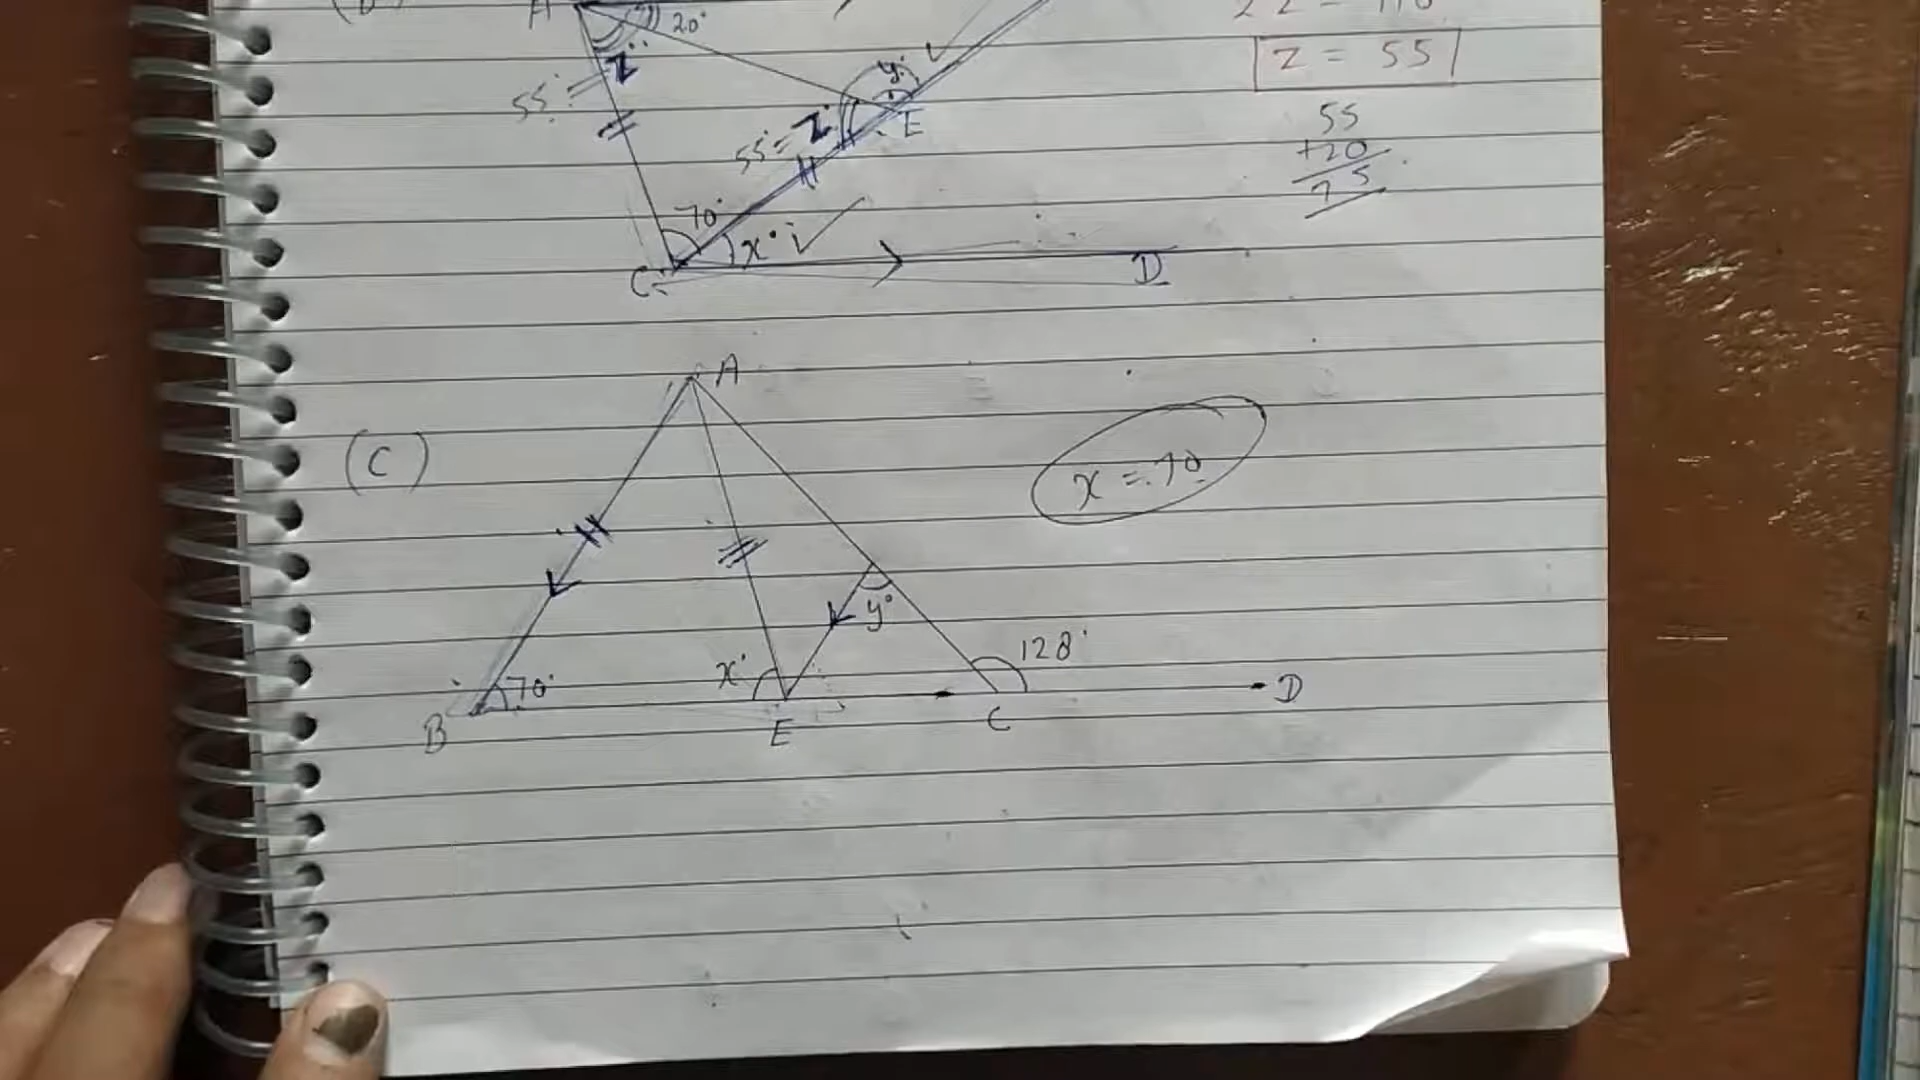 A
20°
z°
55° =
y°
E
55 = z°
70°
x°
C
D
z = 55
55
+20
75
(C)
A
x = 70
y°
128°
x°
70°
B
E
C
D